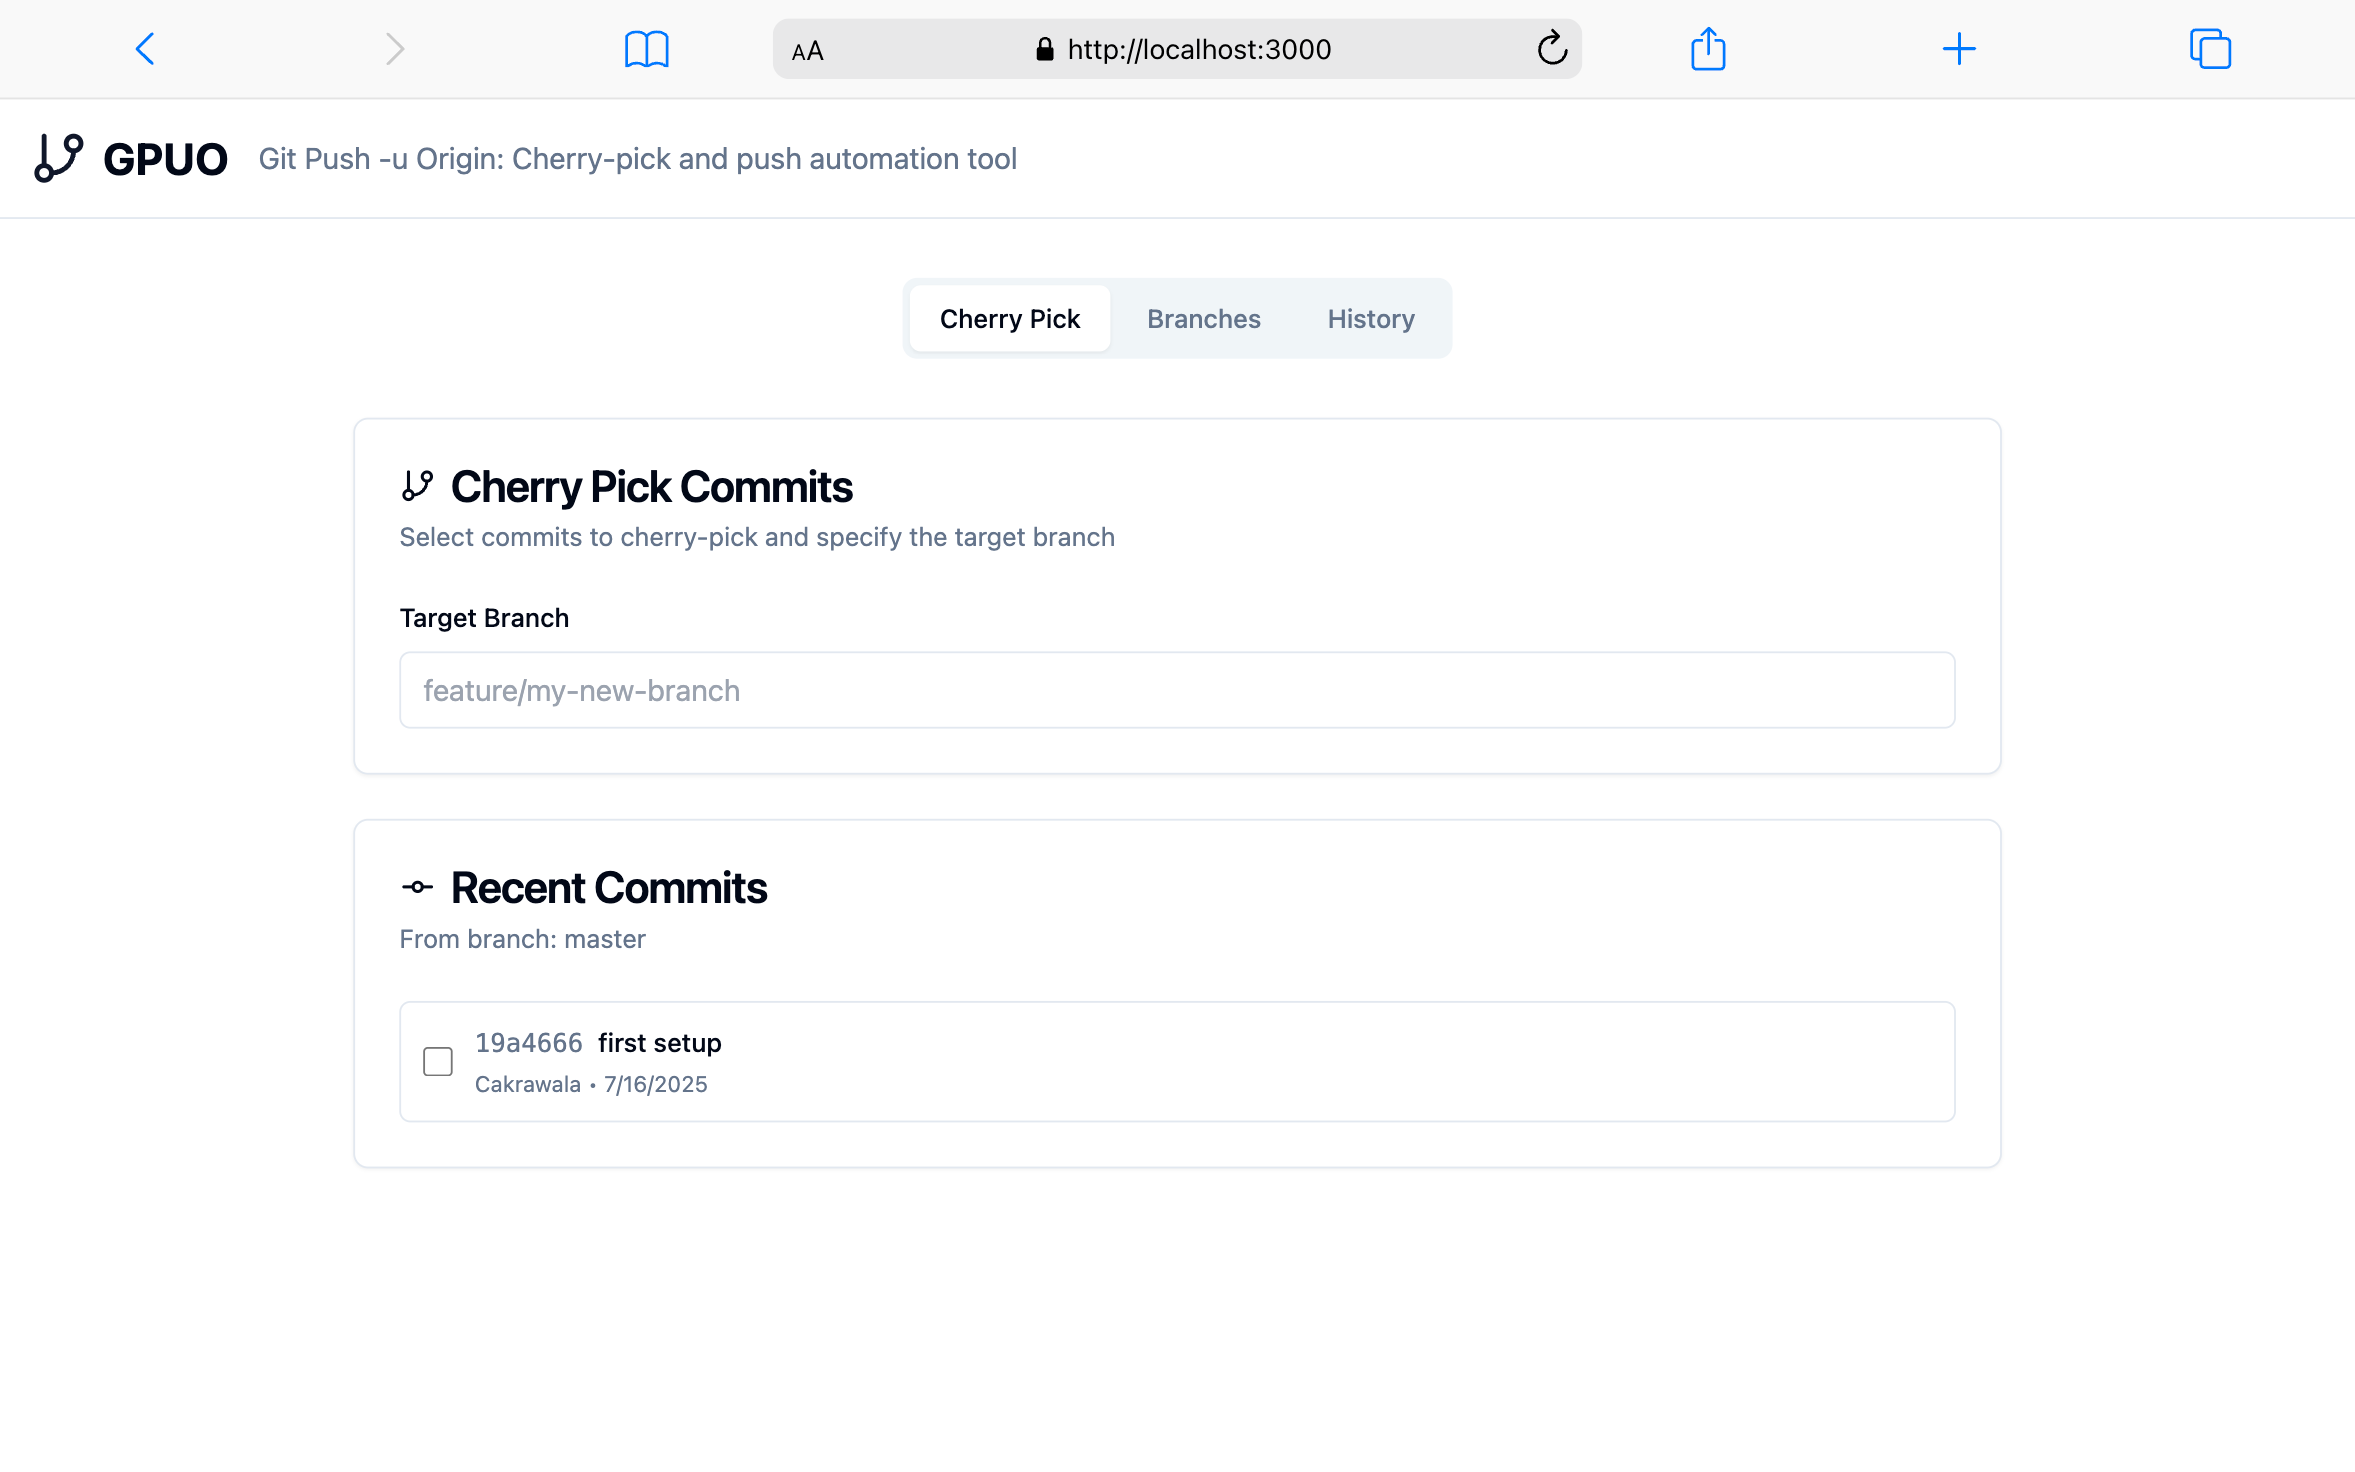 AA http://localhost:3000
GPUO Git Push -u Origin: Cherry-pick and push automation tool
Cherry Pick Branches History
Cherry Pick Commits
Select commits to cherry-pick and specify the target branch
Target Branch
feature/my-new-branch
Recent Commits
From branch: master
19a4666 first setup
Cakrawala • 7/16/2025